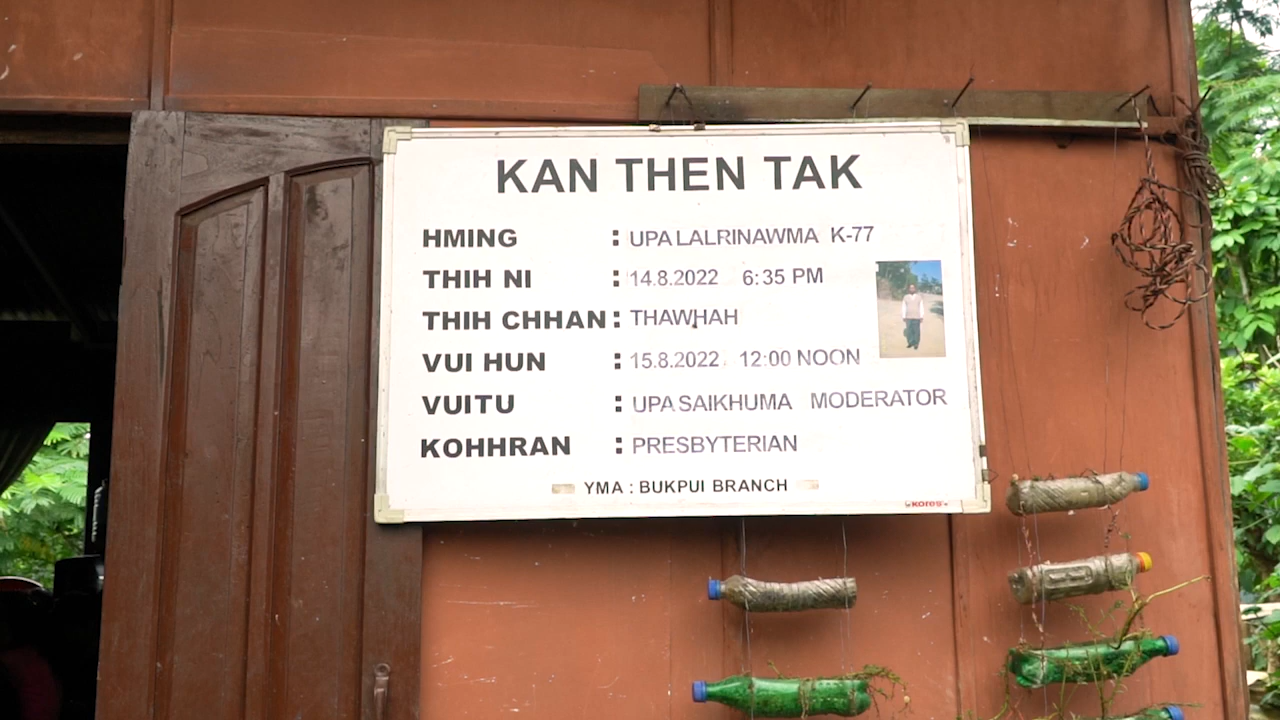 KAN THEN TAK
HMING : UPA LALRINAWMA K-77
THIH NI : 14.8.2022 6:35 PM
THIH CHHAN : THAWHAH
VUI HUN : 15.8.2022 12:00 NOON
VUITU : UPA SAIKHUMA MODERATOR
KOHHRAN : PRESBYTERIAN
YMA : BUKPUI BRANCH
Kores